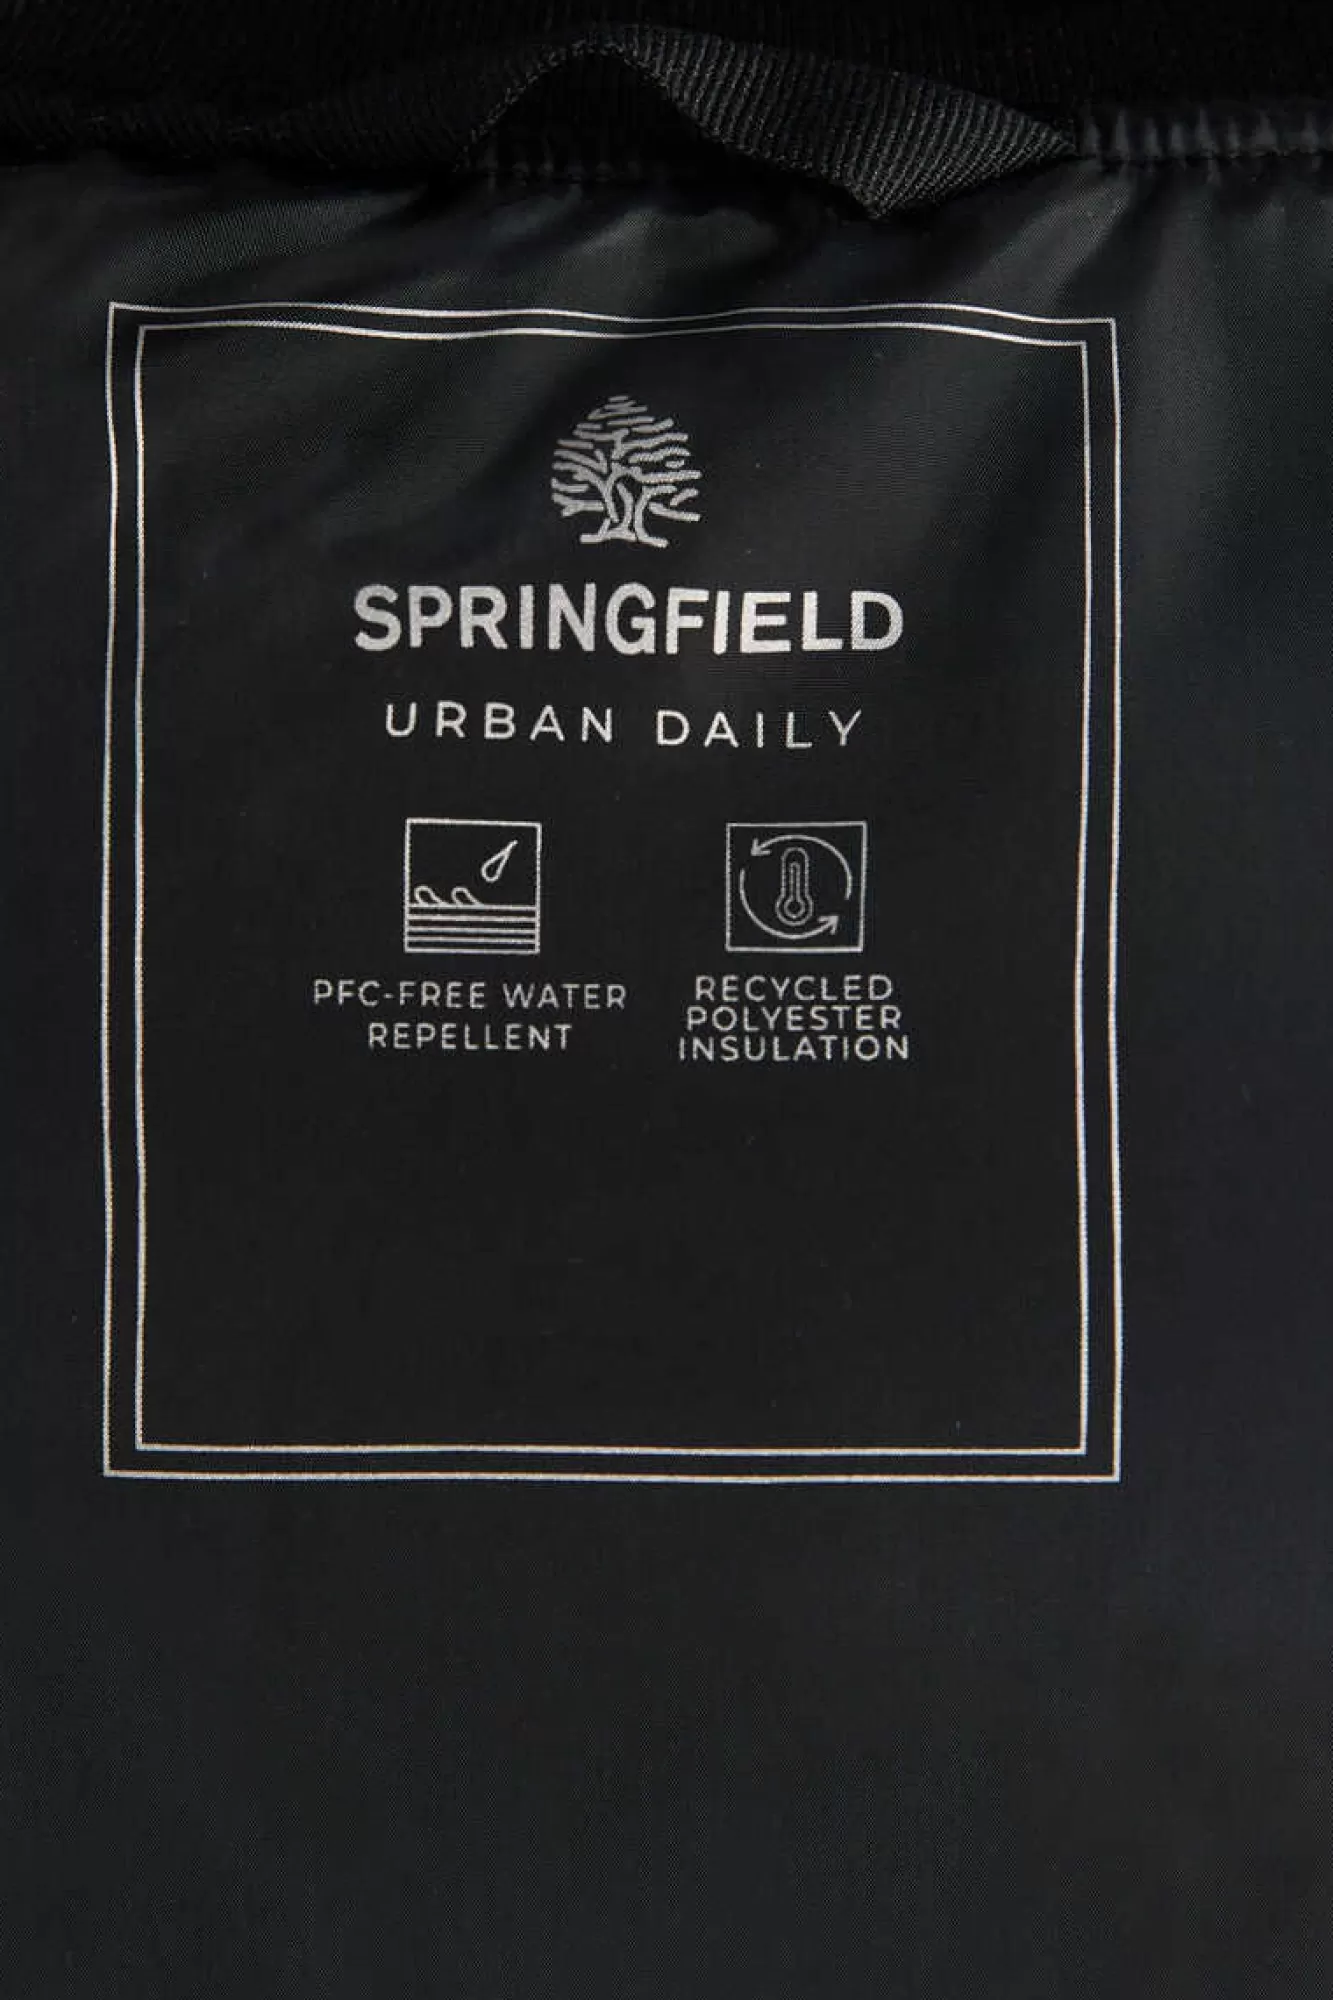 SPRINGFIELD
URBAN DAILY
PFC-FREE WATER
REPELLENT
RECYCLED
POLYESTER
INSULATION